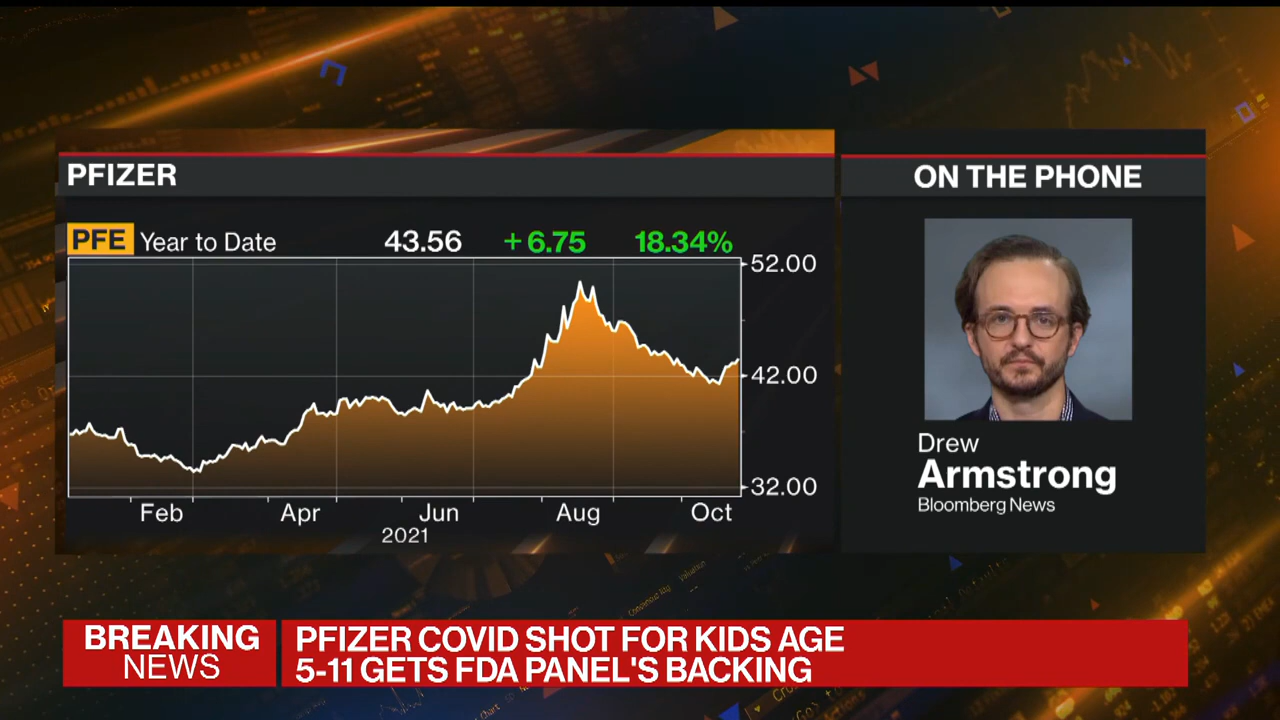 PFIZER
PFE Year to Date 43.56 +6.75 18.34%
52.00
42.00
32.00
Feb Apr Jun Aug Oct
2021
ON THE PHONE
Drew
Armstrong
Bloomberg News
BREAKING
NEWS
PFIZER COVID SHOT FOR KIDS AGE
5-11 GETS FDA PANEL'S BACKING